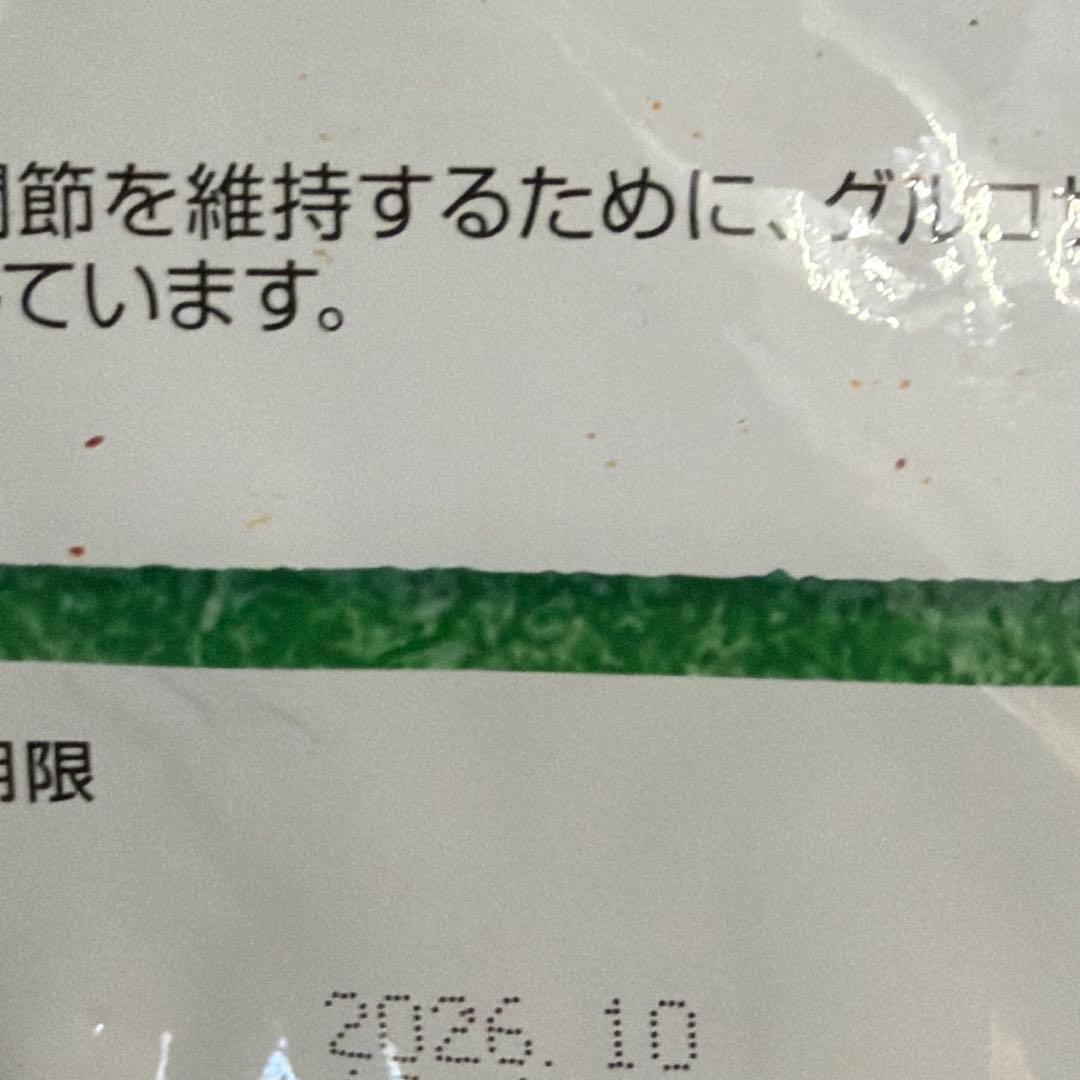 節を維持するために、グルコ
ています。
限
2026.10